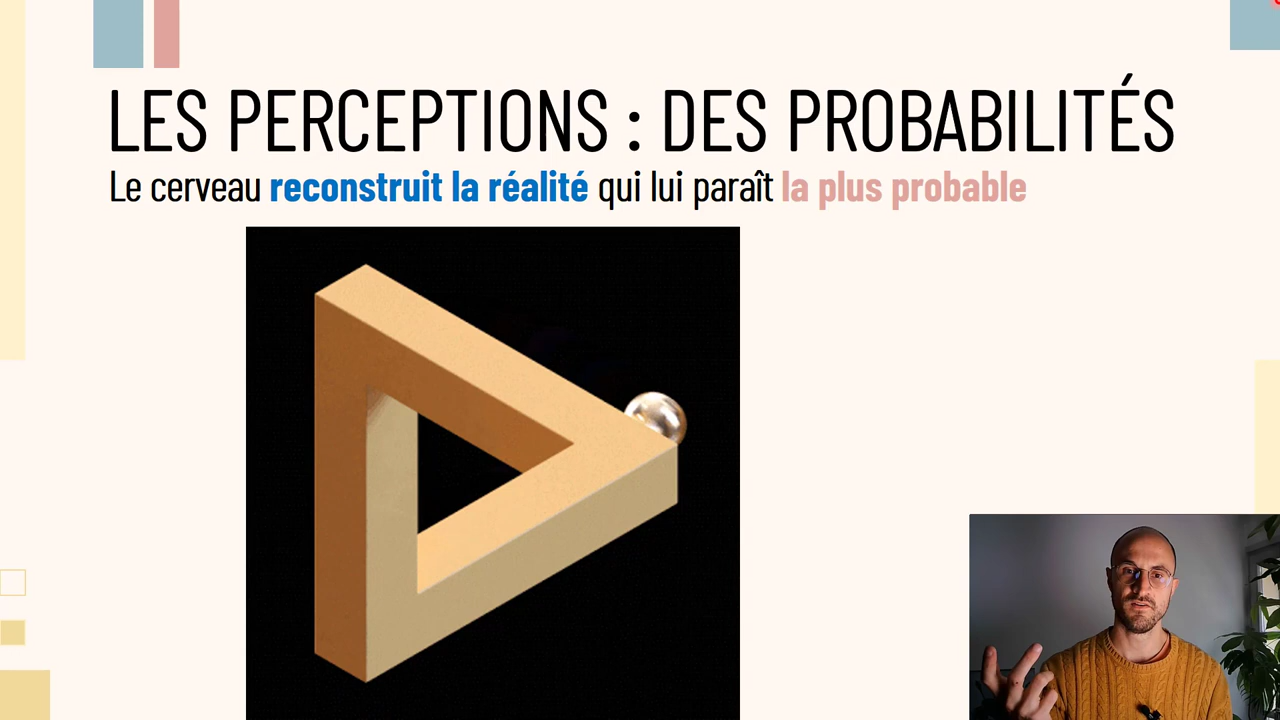 LES PERCEPTIONS : DES PROBABILITÉS
Le cerveau reconstruit la réalité qui lui paraît la plus probable